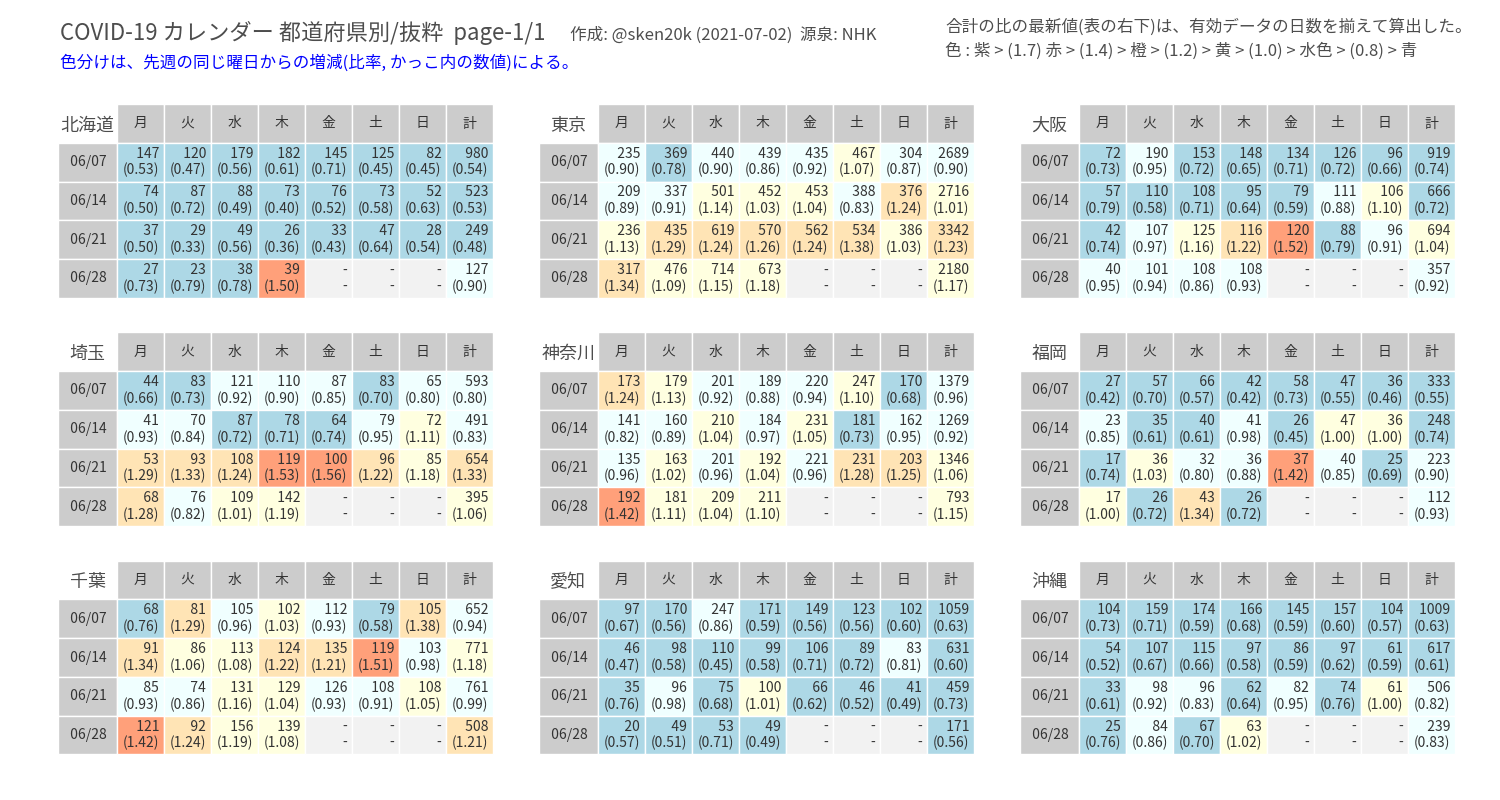 COVID-19 カレンダー 都道府県別/抜粋 page-1/1 作成: @sken20k (2021-07-02) 源泉: NHK
色分けは、先週の同じ曜日からの増減(比率, かっこ内の数値)による。
合計の比の最新値(表の右下)は、有効データの日数を揃えて算出した。
色 : 紫 > (1.7) 赤 > (1.4) 橙 > (1.2) 黄 > (1.0) > 水色 > (0.8) > 青
北海道 月 火 水 木 金 土 日 計
06/07 147 120 179 182 145 125 82 980
(0.53) (0.47) (0.56) (0.61) (0.71) (0.45) (0.45) (0.54)
06/14 74 87 88 73 76 73 52 523
(0.50) (0.72) (0.49) (0.40) (0.52) (0.58) (0.63) (0.53)
06/21 37 29 49 26 33 47 28 249
(0.50) (0.33) (0.56) (0.36) (0.43) (0.64) (0.54) (0.48)
06/28 27 23 38 39 - - - 127
(0.73) (0.79) (0.78) (1.50) - - - (0.90)
東京 月 火 水 木 金 土 日 計
06/07 235 369 440 439 435 467 304 2689
(0.90) (0.78) (0.90) (0.86) (0.92) (1.07) (0.87) (0.90)
06/14 209 337 501 452 453 388 376 2716
(0.89) (0.91) (1.14) (1.03) (1.04) (0.83) (1.24) (1.01)
06/21 236 435 619 570 562 534 386 3342
(1.13) (1.29) (1.24) (1.26) (1.24) (1.38) (1.03) (1.23)
06/28 317 476 714 673 - - - 2180
(1.34) (1.09) (1.15) (1.18) - - - (1.17)
大阪 月 火 水 木 金 土 日 計
06/07 72 190 153 148 134 126 96 919
(0.73) (0.95) (0.72) (0.65) (0.71) (0.72) (0.66) (0.74)
06/14 57 110 108 95 79 111 106 666
(0.79) (0.58) (0.71) (0.64) (0.59) (0.88) (1.10) (0.72)
06/21 42 107 125 116 120 88 96 694
(0.74) (0.97) (1.16) (1.22) (1.52) (0.79) (0.91) (1.04)
06/28 40 101 108 108 - - - 357
(0.95) (0.94) (0.86) (0.93) - - - (0.92)
埼玉 月 火 水 木 金 土 日 計
06/07 44 83 121 110 87 83 65 593
(0.66) (0.73) (0.92) (0.90) (0.85) (0.70) (0.80) (0.80)
06/14 41 70 87 78 64 79 72 491
(0.93) (0.84) (0.72) (0.71) (0.74) (0.95) (1.11) (0.83)
06/21 53 93 108 119 100 96 85 654
(1.29) (1.33) (1.24) (1.53) (1.56) (1.22) (1.18) (1.33)
06/28 68 76 109 142 - - - 395
(1.28) (0.82) (1.01) (1.19) - - - (1.06)
神奈川 月 火 水 木 金 土 日 計
06/07 173 179 201 189 220 247 170 1379
(1.24) (1.13) (0.92) (0.88) (0.94) (1.10) (0.68) (0.96)
06/14 141 160 210 184 231 181 162 1269
(0.82) (0.89) (1.04) (0.97) (1.05) (0.73) (0.95) (0.92)
06/21 135 163 201 192 221 231 203 1346
(0.96) (1.02) (0.96) (1.04) (0.96) (1.28) (1.25) (1.06)
06/28 192 181 209 211 - - - 793
(1.42) (1.11) (1.04) (1.10) - - - (1.15)
福岡 月 火 水 木 金 土 日 計
06/07 27 57 66 42 58 47 36 333
(0.42) (0.70) (0.57) (0.42) (0.73) (0.55) (0.46) (0.55)
06/14 23 35 40 41 26 47 36 248
(0.85) (0.61) (0.61) (0.98) (0.45) (1.00) (1.00) (0.74)
06/21 17 36 32 36 37 40 25 223
(0.74) (1.03) (0.80) (0.88) (1.42) (0.85) (0.69) (0.90)
06/28 17 26 43 26 - - - 112
(1.00) (0.72) (1.34) (0.72) - - - (0.93)
千葉 月 火 水 木 金 土 日 計
06/07 68 81 105 102 112 79 105 652
(0.76) (1.29) (0.96) (1.03) (0.93) (0.58) (1.38) (0.94)
06/14 91 86 113 124 135 119 103 771
(1.34) (1.06) (1.08) (1.22) (1.21) (1.51) (0.98) (1.18)
06/21 85 74 131 129 126 108 108 761
(0.93) (0.86) (1.16) (1.04) (0.93) (0.91) (1.05) (0.99)
06/28 121 92 156 139 - - - 508
(1.42) (1.24) (1.19) (1.08) - - - (1.21)
愛知 月 火 水 木 金 土 日 計
06/07 97 170 247 171 149 123 102 1059
(0.67) (0.56) (0.86) (0.59) (0.56) (0.56) (0.60) (0.63)
06/14 46 98 110 99 106 89 83 631
(0.47) (0.58) (0.45) (0.58) (0.71) (0.72) (0.81) (0.60)
06/21 35 96 75 100 66 46 41 459
(0.76) (0.98) (0.68) (1.01) (0.62) (0.52) (0.49) (0.73)
06/28 20 49 53 49 - - - 171
(0.57) (0.51) (0.71) (0.49) - - - (0.56)
沖縄 月 火 水 木 金 土 日 計
06/07 104 159 174 166 145 157 104 1009
(0.73) (0.71) (0.59) (0.68) (0.59) (0.60) (0.57) (0.63)
06/14 54 107 115 97 86 97 61 617
(0.52) (0.67) (0.66) (0.58) (0.59) (0.62) (0.59) (0.61)
06/21 33 98 96 62 82 74 61 506
(0.61) (0.92) (0.83) (0.64) (0.95) (0.76) (1.00) (0.82)
06/28 25 84 67 63 - - - 239
(0.76) (0.86) (0.70) (1.02) - - - (0.83)